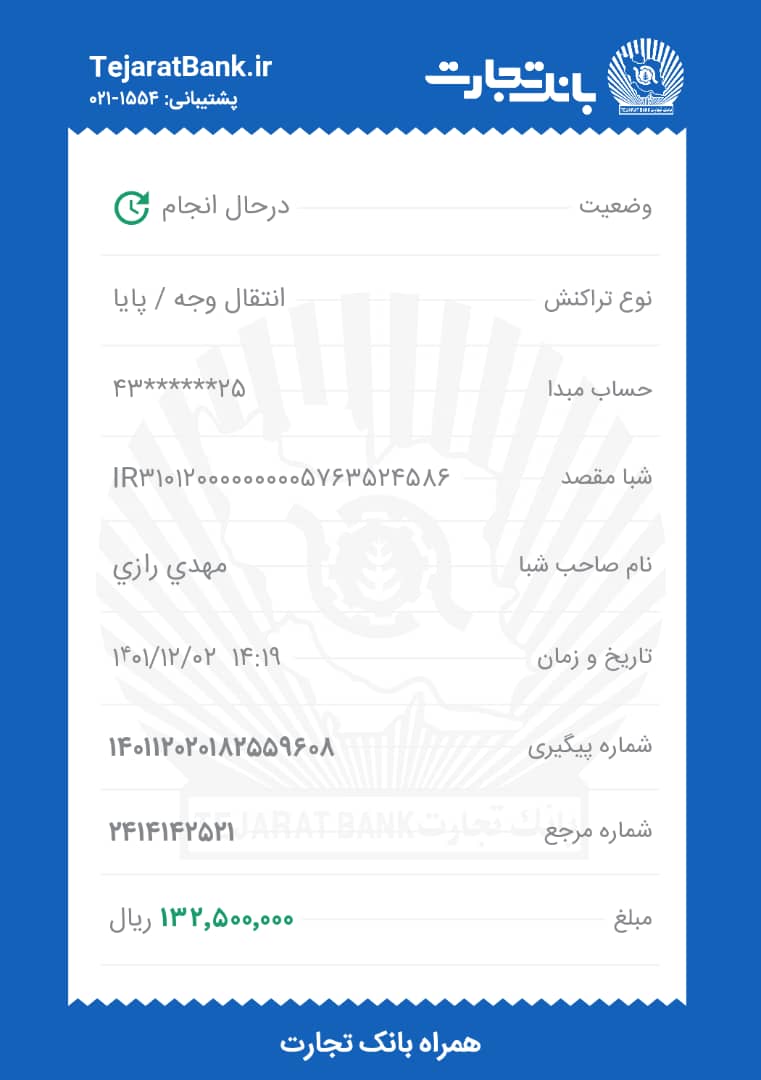 بانک تجارت
TejaratBank.ir
پشتیبانی: ۱۵۵۴-۰۲۱
وضعیت درحال انجام
نوع تراکنش انتقال وجه / پایا
حساب مبدا ۴۳******۲۵
شبا مقصد IR۳۱۰۱۲۰۰۰۰۰۰۰۰۰۰۵۷۶۳۵۲۴۵۸۶
نام صاحب شبا مهدي رازي
تاریخ و زمان ۱۴۰۱/۱۲/۰۲ ۱۴:۱۹
شماره پیگیری ۱۴۰۱۱۲۰۲۰۱۸۲۵۵۹۶۰۸
شماره مرجع ۲۴۱۴۱۴۲۵۲۱
TEJARAT BANK بانك تجارت
مبلغ ۱۳۲,۵۰۰,۰۰۰ ریال
همراه بانک تجارت